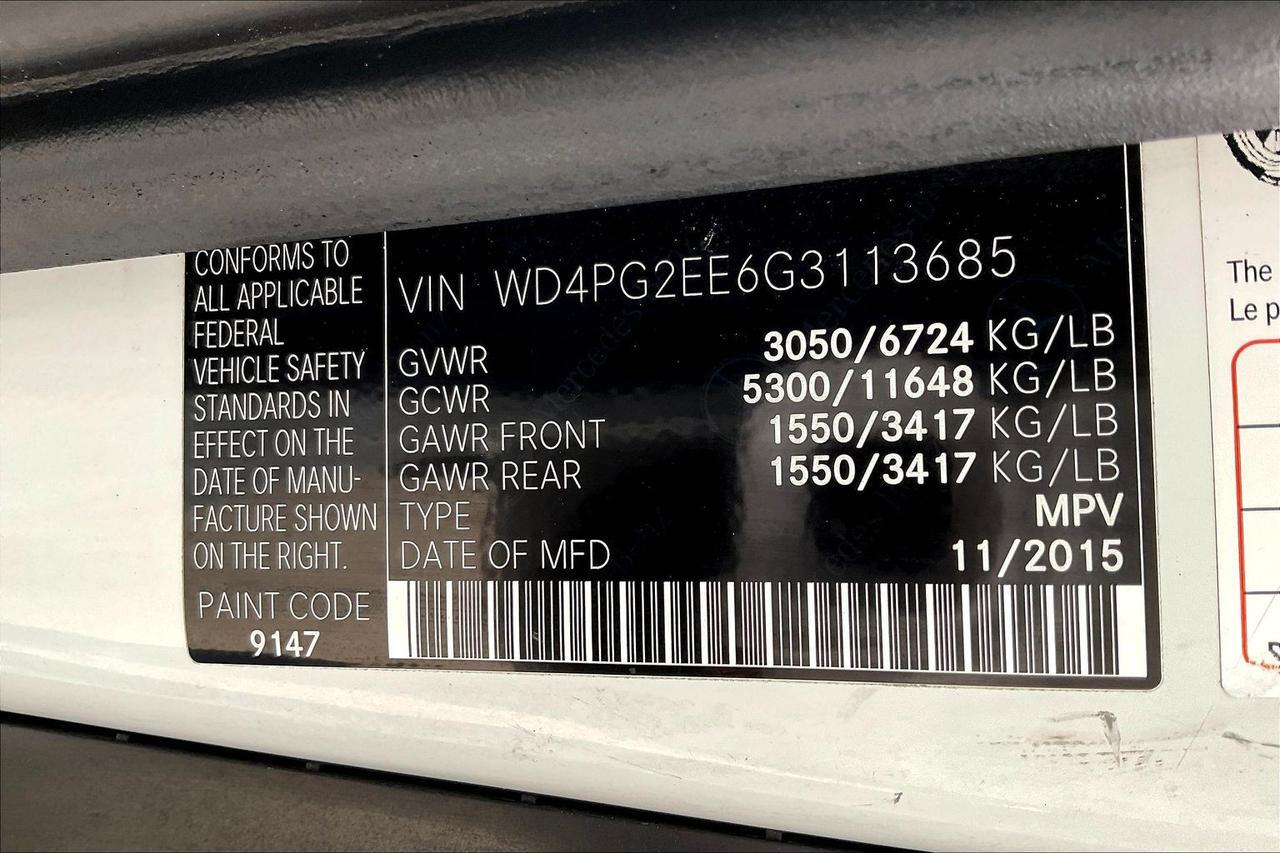 CONFORMS TO
ALL APPLICABLE
FEDERAL
VEHICLE SAFETY
STANDARDS IN
EFFECT ON THE
DATE OF MANU-
FACTURE SHOWN
ON THE RIGHT.
PAINT CODE
9147
VIN WD4PG2EE6G3113685
GVWR 3050/6724 KG/LB
GCWR 5300/11648 KG/LB
GAWR FRONT 1550/3417 KG/LB
GAWR REAR 1550/3417 KG/LB
TYPE MPV
DATE OF MFD 11/2015
The
Le p